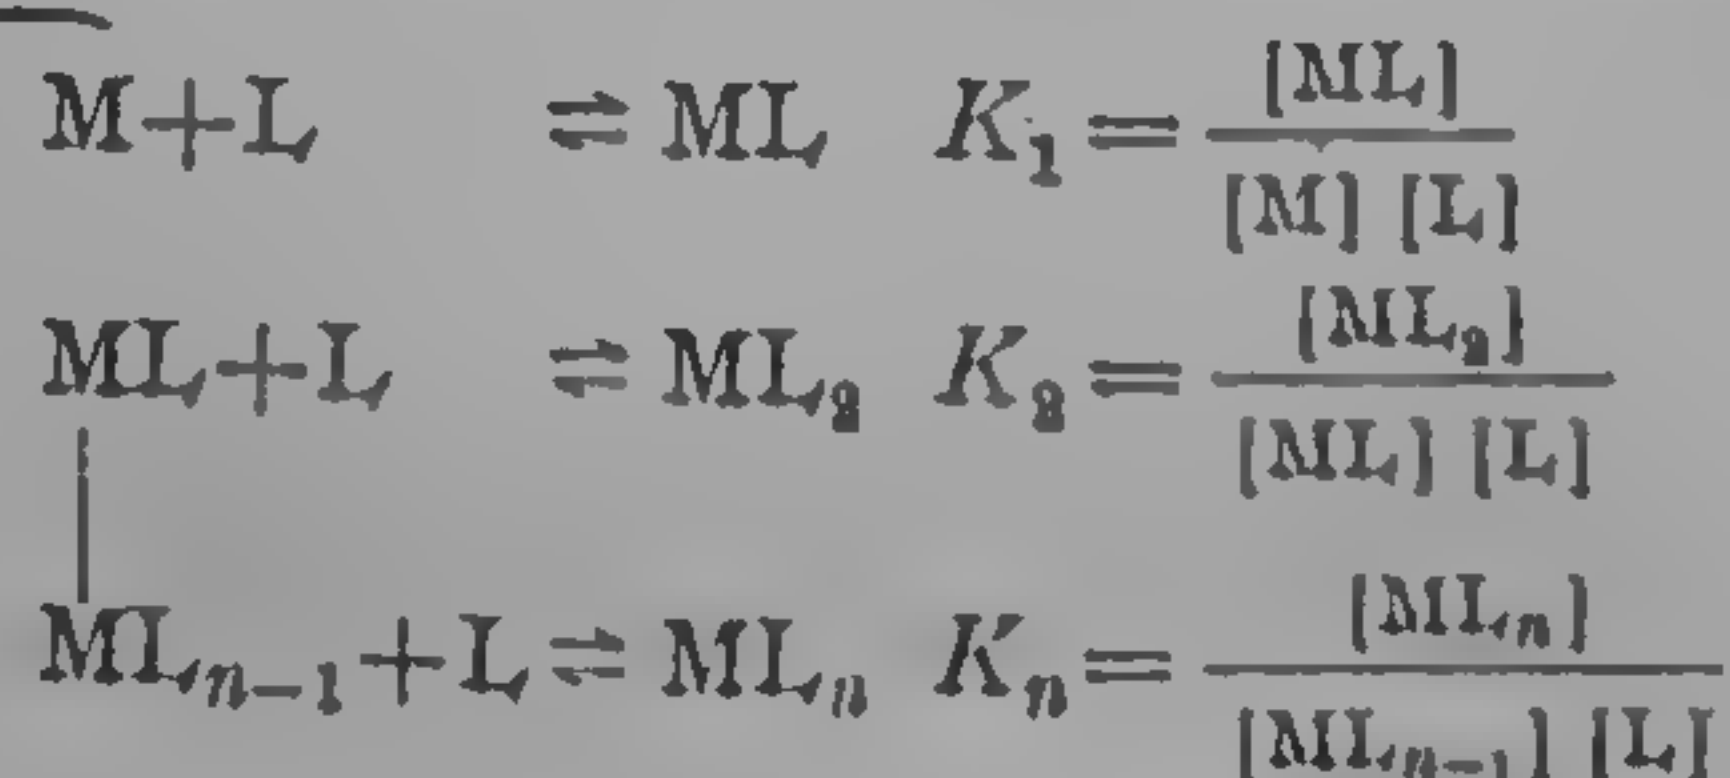 M+L ⇌ ML K₁ = [ML] / [M] [L]
ML+L ⇌ ML₂ K₂ = [ML₂] / [ML] [L]
MLₙ₋₁+L ⇌ MLₙ Kₙ = [MLₙ] / [MLₙ₋₁] [L]